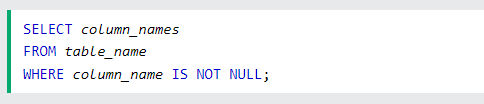 SELECT column_names
FROM table_name
WHERE column_name IS NOT NULL;